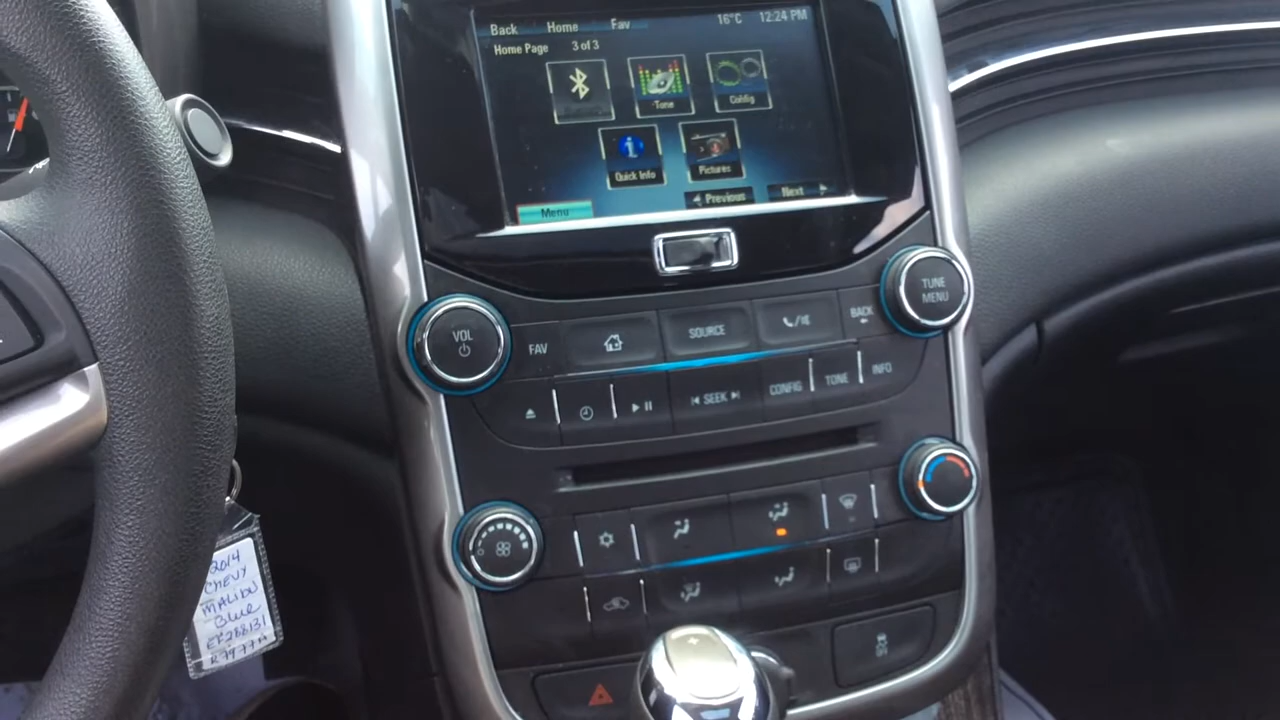 Back Home Fav 16°C 12:24 PM
Home Page 3 of 3
Tone
Config
Quick Info
Pictures
Menu
Previous
Next
VOL
TUNE
MENU
FAV
SOURCE
BACK
SEEK
CONFIG
TONE
INFO
2014
CHEVY
MALIBU
Blue